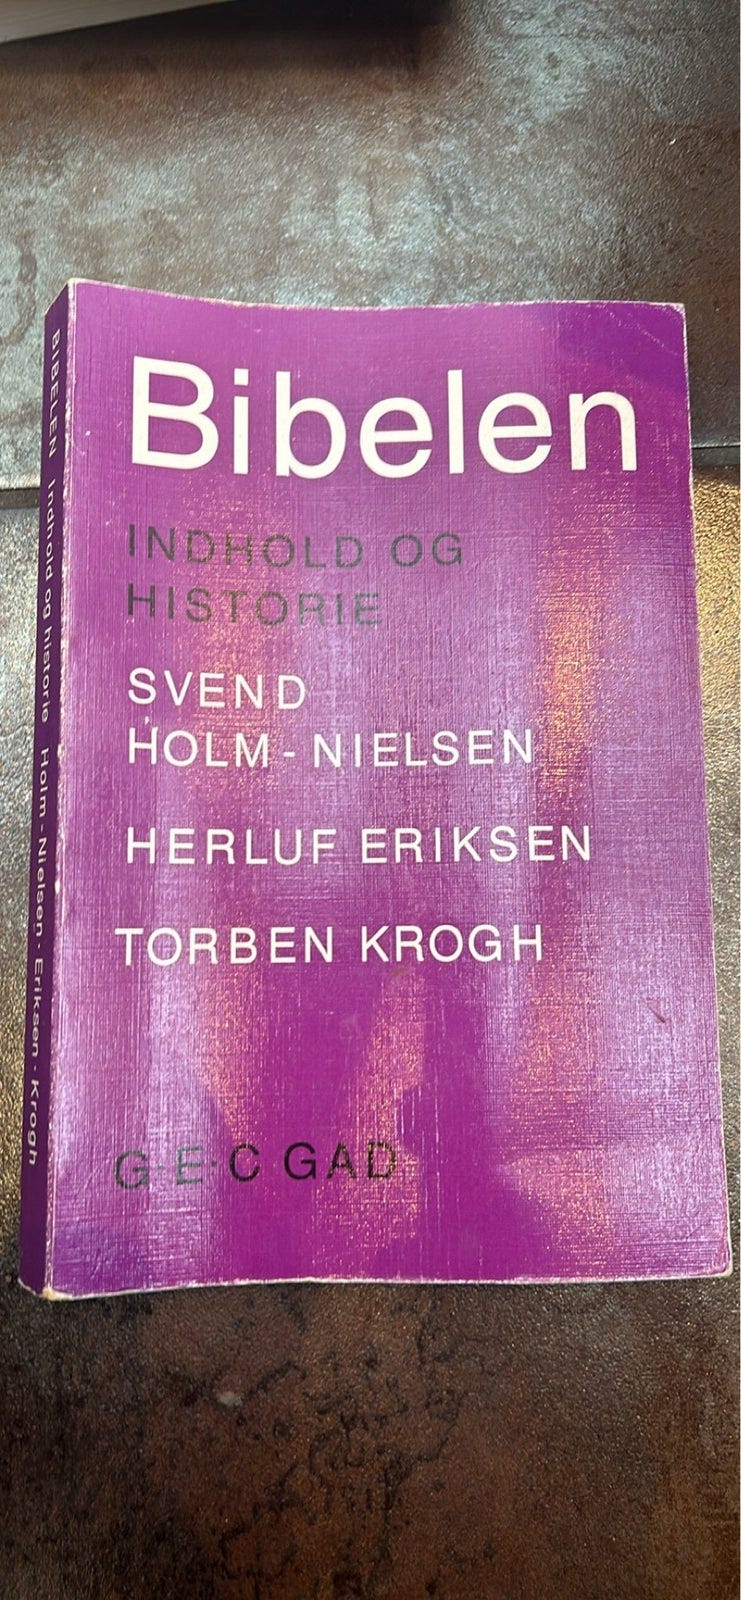 Bibelen
INDHOLD OG
HISTORIE
SVEND
HOLM-NIELSEN
HERLUF ERIKSEN
TORBEN KROGH
G·E·C GAD
BIBELEN Indhold og historie Holm-Nielsen · Eriksen · Krogh